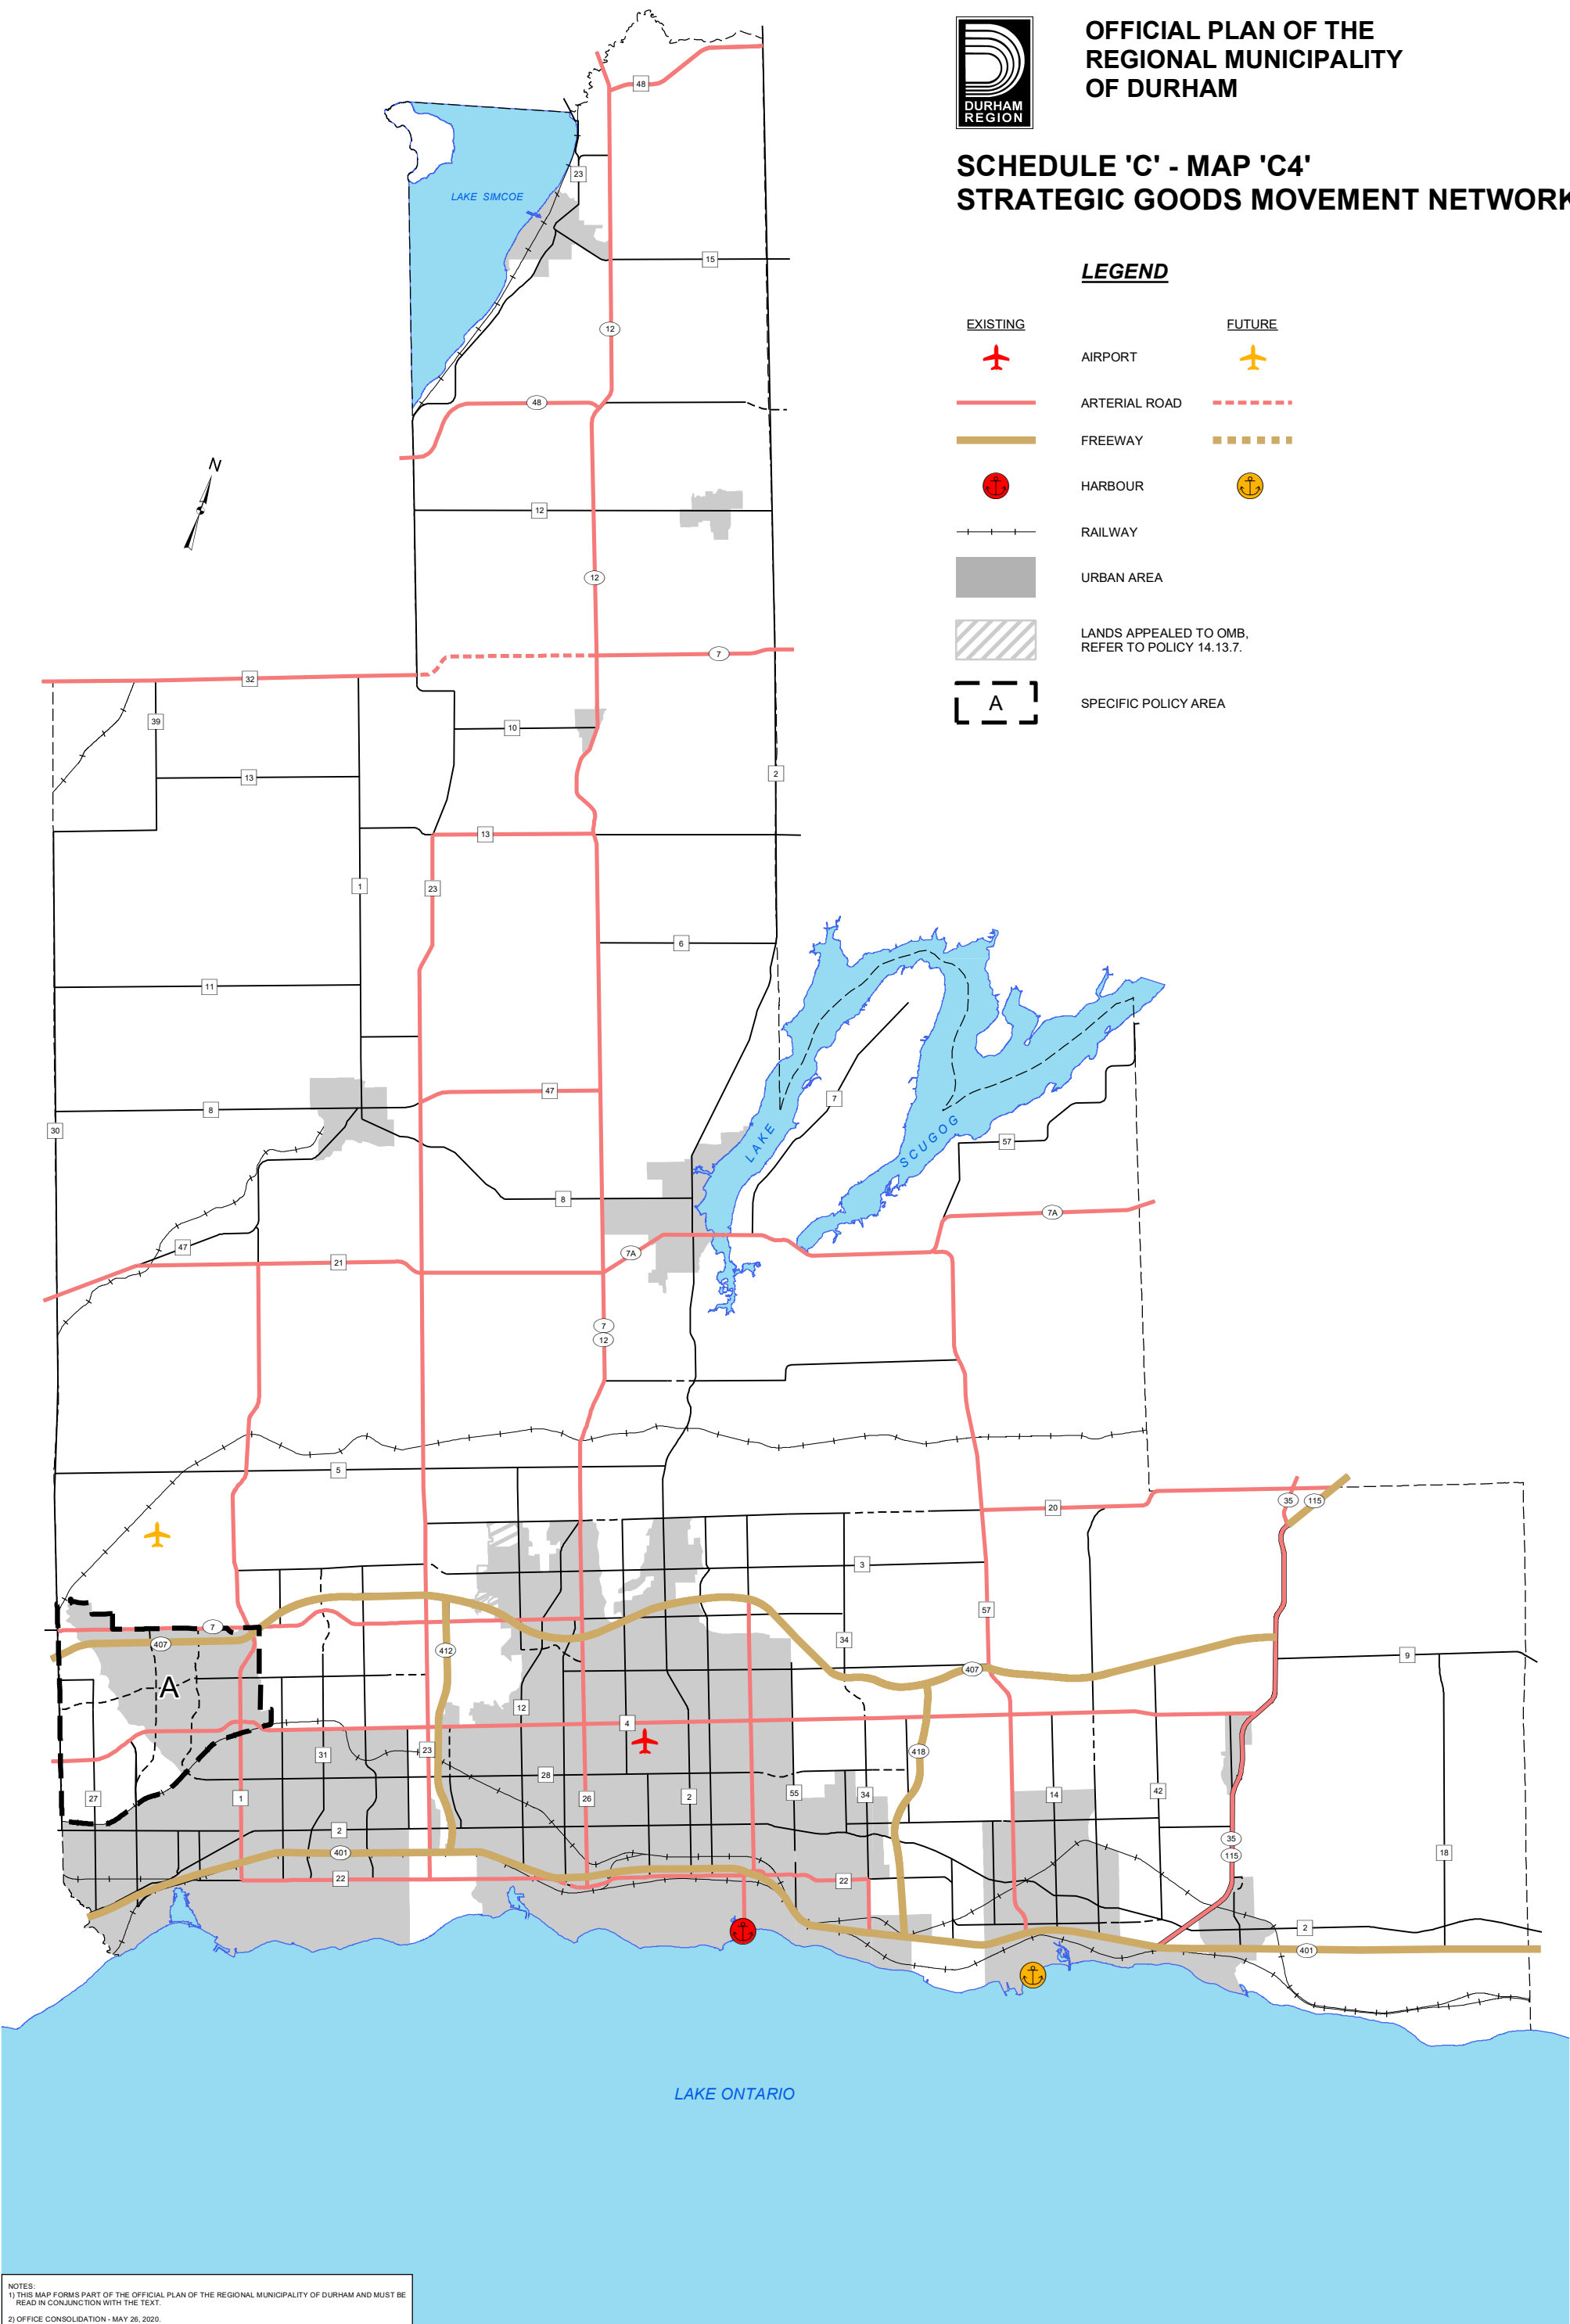 OFFICIAL PLAN OF THE
REGIONAL MUNICIPALITY
OF DURHAM
DURHAM
REGION
SCHEDULE 'C' - MAP 'C4'
STRATEGIC GOODS MOVEMENT NETWORK
LEGEND
EXISTING
FUTURE
AIRPORT
ARTERIAL ROAD
FREEWAY
HARBOUR
RAILWAY
URBAN AREA
LANDS APPEALED TO OMB,
REFER TO POLICY 14.13.7.
A
SPECIFIC POLICY AREA
N
48
23
LAKE SIMCOE
15
12
48
12
12
7
32
39
10
13
2
13
1
23
6
11
47
8
7
30
LAKE
SCUGOG
57
8
7A
47
7A
21
7
12
5
35
115
20
3
57
7
407
34
412
9
407
A
12
4
23
418
31
28
27
1
26
2
55
34
14
42
2
35
401
115
18
22
22
2
401
LAKE ONTARIO
NOTES:
1) THIS MAP FORMS PART OF THE OFFICIAL PLAN OF THE REGIONAL MUNICIPALITY OF DURHAM AND MUST BE
READ IN CONJUNCTION WITH THE TEXT.
2) OFFICE CONSOLIDATION - MAY 26, 2020.